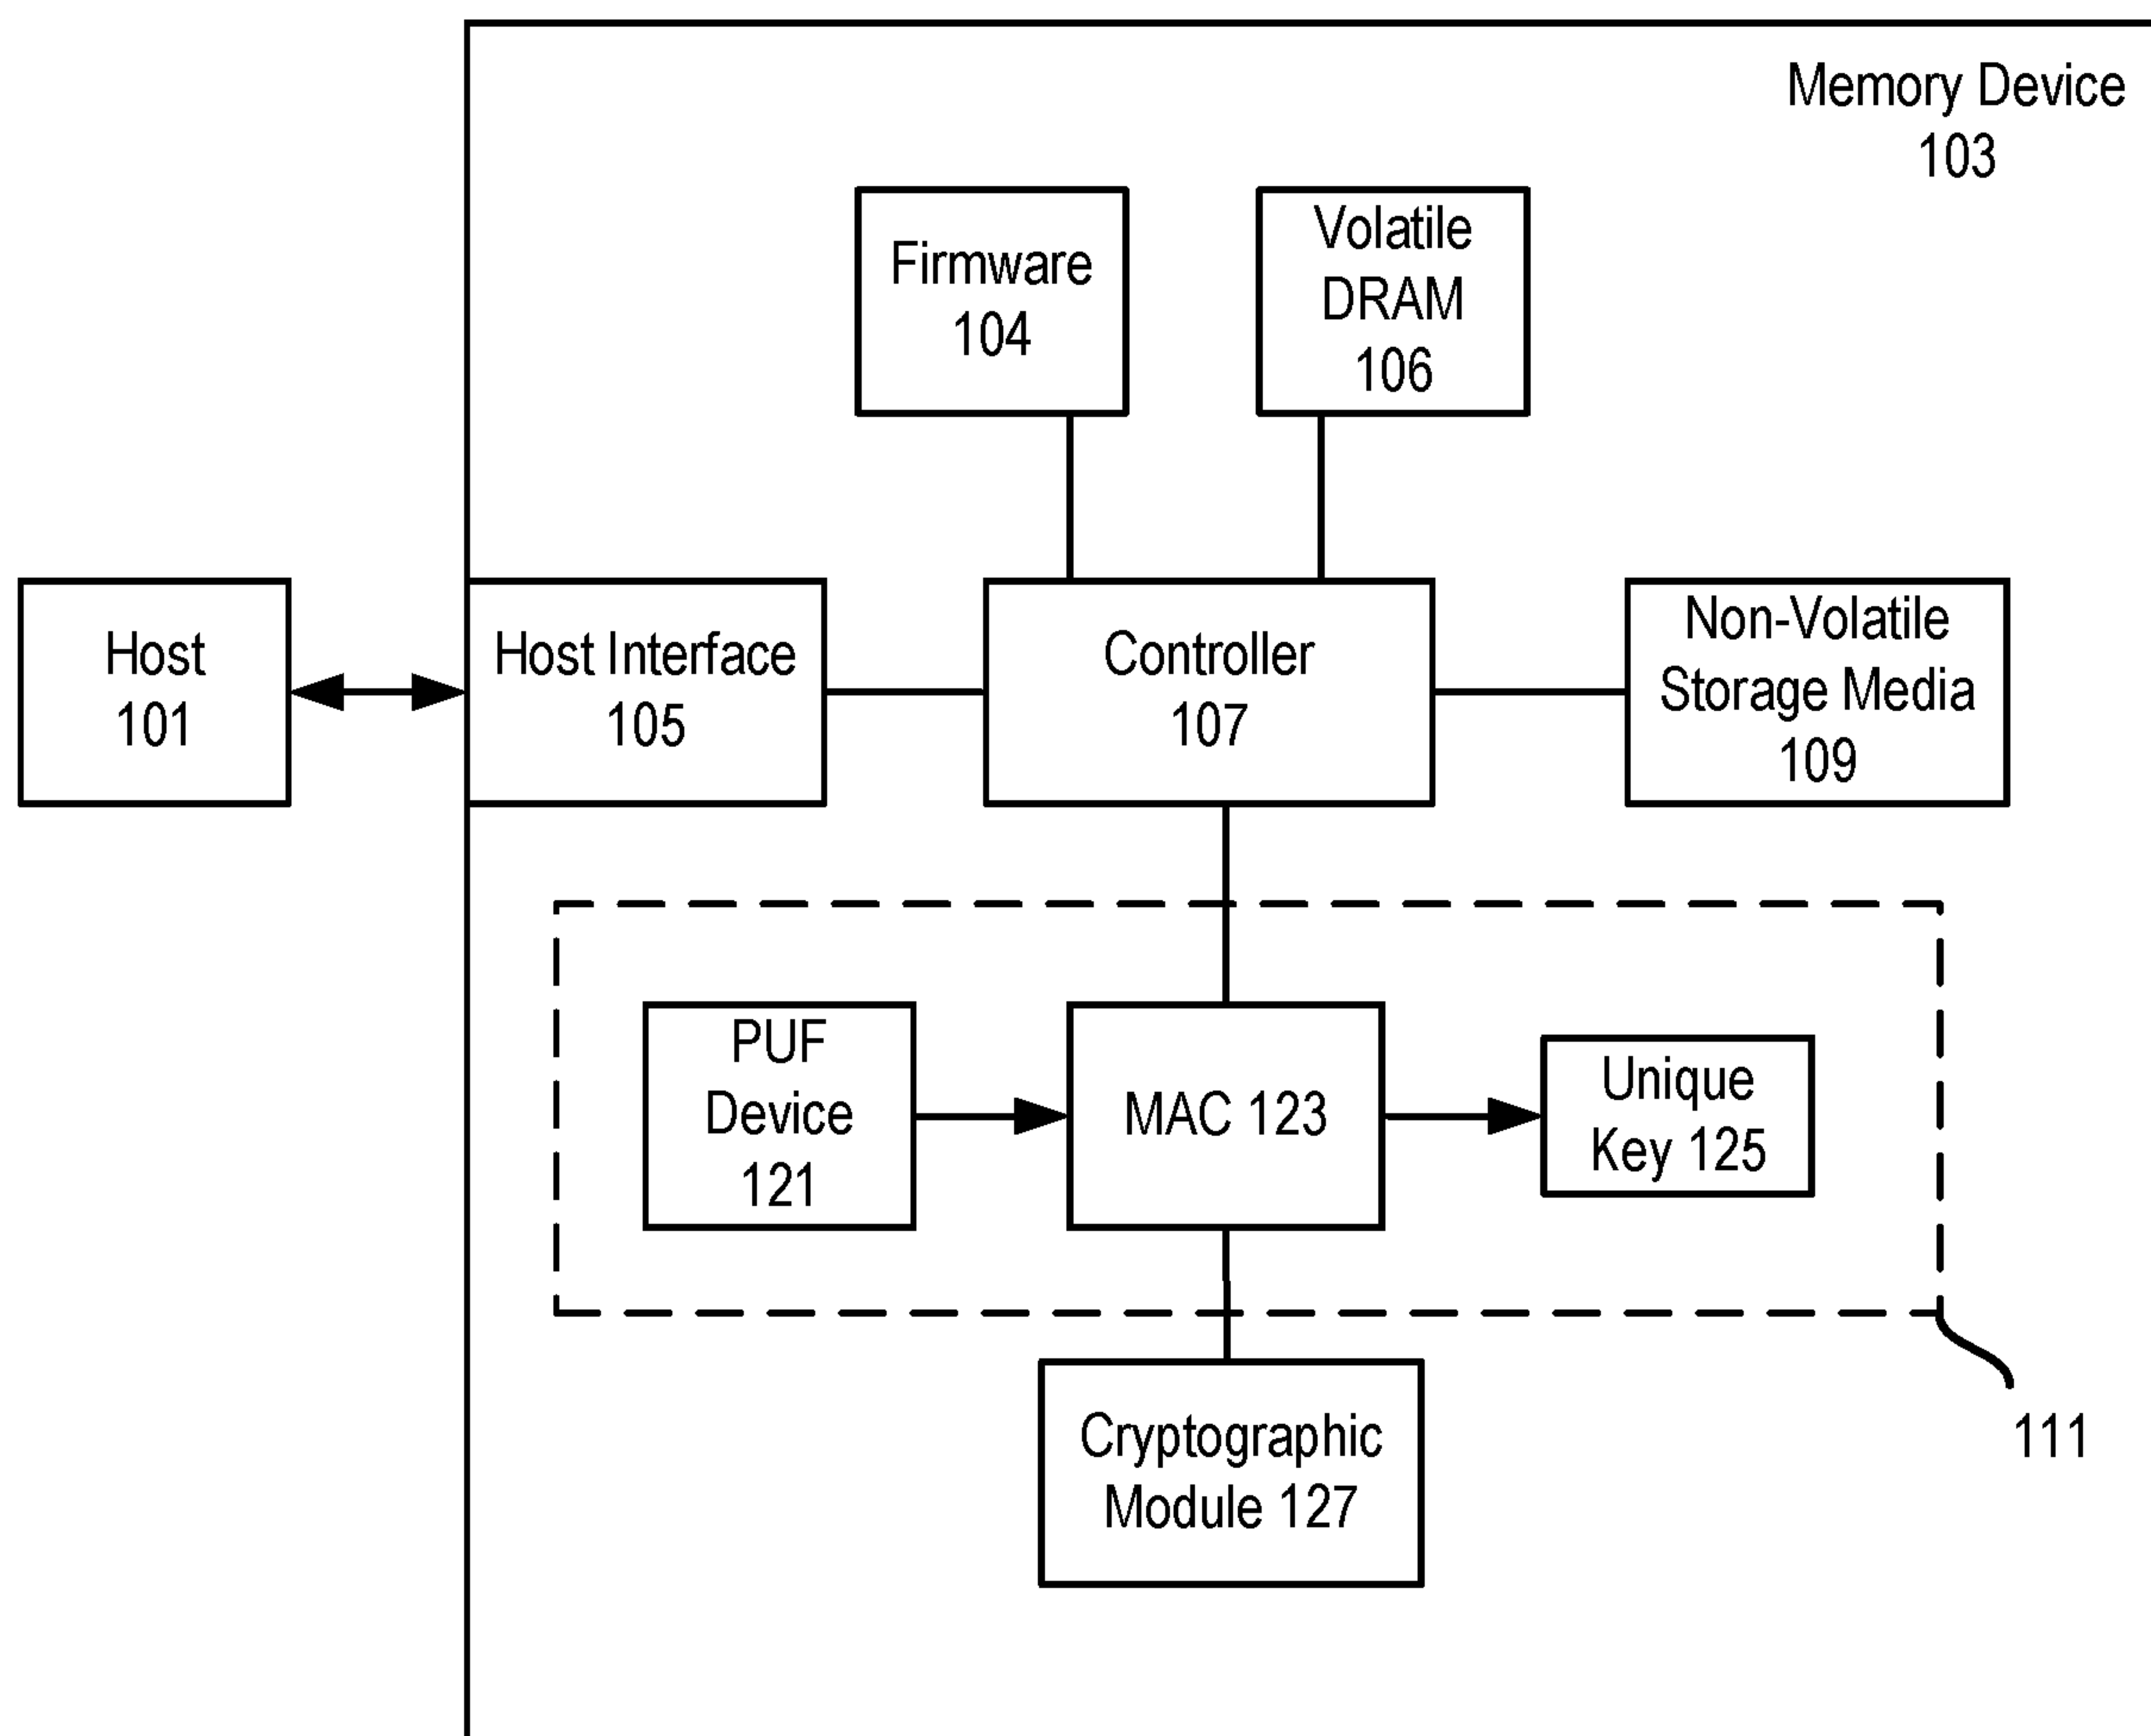 Memory Device
103
Firmware
104
Volatile
DRAM
106
Host
101
Host Interface
105
Controller
107
Non-Volatile
Storage Media
109
PUF
Device
121
MAC 123
Unique
Key 125
Cryptographic
Module 127
111